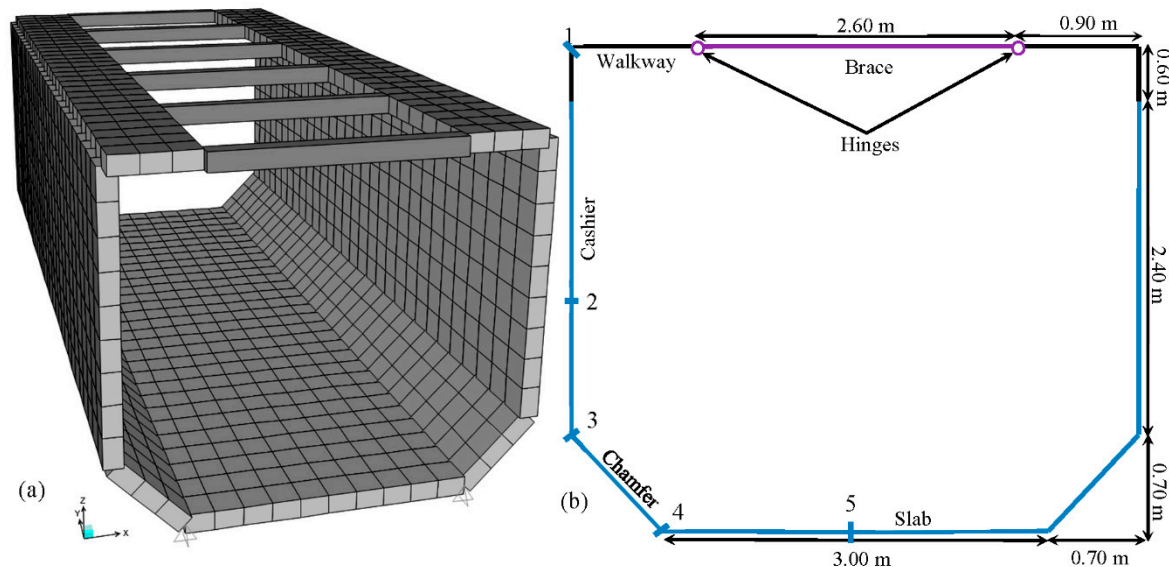 (a)
Z
Y
X
1
2.60 m
0.90 m
Walkway
Brace
0.60 m
Hinges
Cashier
2
2.40 m
3
Chamfer
(b)
4
5
Slab
0.70 m
3.00 m
0.70 m